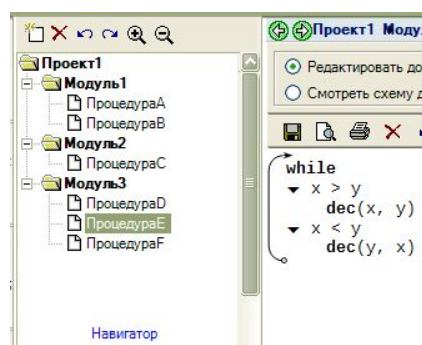 Проект1
Модуль1
ПроцедураA
ПроцедураB
Модуль2
ПроцедураC
Модуль3
ПроцедураD
ПроцедураE
ПроцедураF
Навигатор
Проект1 Моду
Редактировать до
Смотреть схему д
while
x > y
dec(x, y)
x < y
dec(y, x)